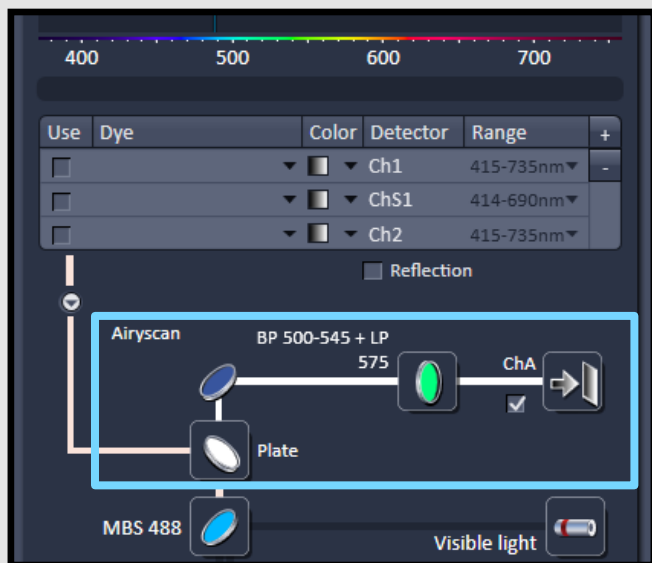 400 500 600 700
Use Dye Color Detector Range +
Ch1 415-735nm -
ChS1 414-690nm
Ch2 415-735nm
Reflection
Airyscan
BP 500-545 + LP
575
ChA
Plate
MBS 488
Visible light